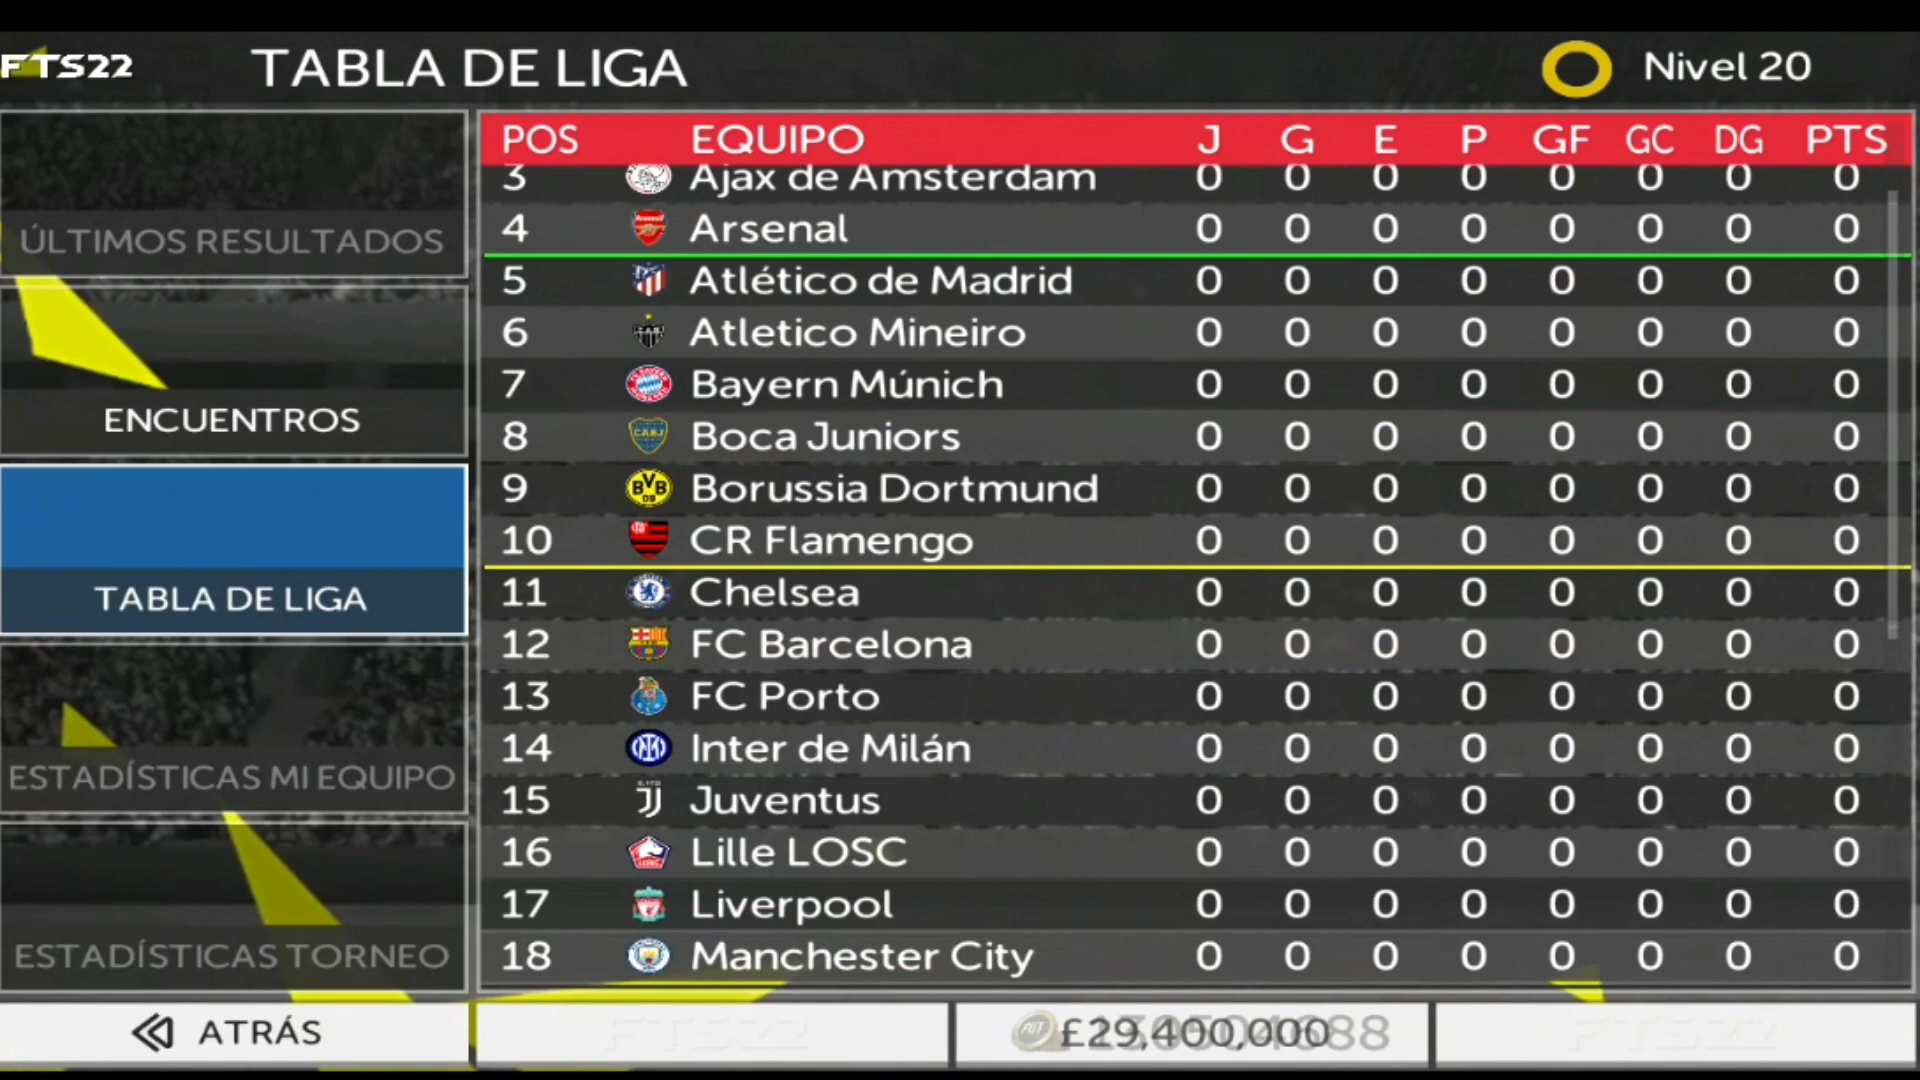 FTS22 TABLA DE LIGA Nivel 20
ÚLTIMOS RESULTADOS
ENCUENTROS
TABLA DE LIGA
ESTADÍSTICAS MI EQUIPO
ESTADÍSTICAS TORNEO
POS EQUIPO J G E P GF GC DG PTS
3 Ajax de Amsterdam 0 0 0 0 0 0 0 0
4 Arsenal 0 0 0 0 0 0 0 0
5 Atlético de Madrid 0 0 0 0 0 0 0 0
6 Atletico Mineiro 0 0 0 0 0 0 0 0
7 Bayern Múnich 0 0 0 0 0 0 0 0
8 Boca Juniors 0 0 0 0 0 0 0 0
9 BVB 09 Borussia Dortmund 0 0 0 0 0 0 0 0
10 CR Flamengo 0 0 0 0 0 0 0 0
11 Chelsea 0 0 0 0 0 0 0 0
12 FC Barcelona 0 0 0 0 0 0 0 0
13 FC Porto 0 0 0 0 0 0 0 0
14 Inter de Milán 0 0 0 0 0 0 0 0
15 Juventus 0 0 0 0 0 0 0 0
16 Lille LOSC 0 0 0 0 0 0 0 0
17 Liverpool 0 0 0 0 0 0 0 0
18 Manchester City 0 0 0 0 0 0 0 0
ATRÁS FTS22 £29,400,000 FTS22